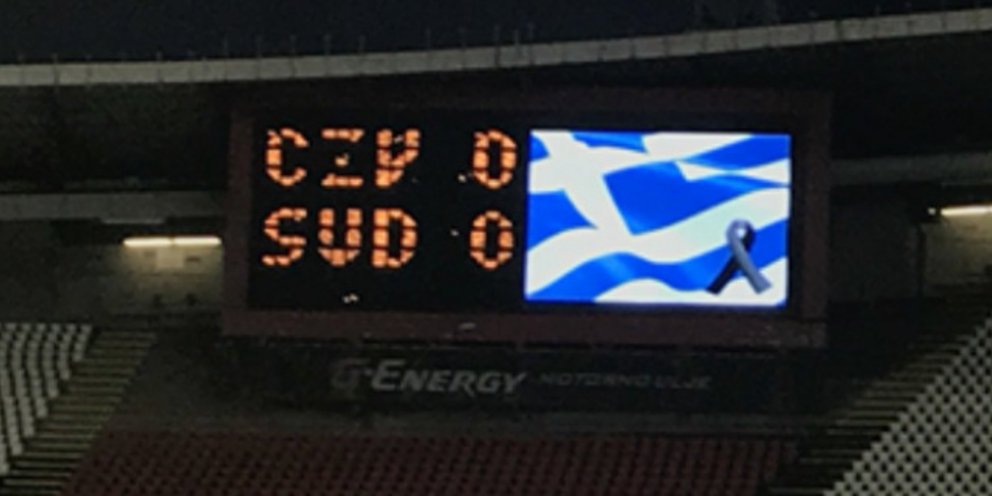 CZV 0
SUD 0
G-ENERGY MOTORNO ULJE